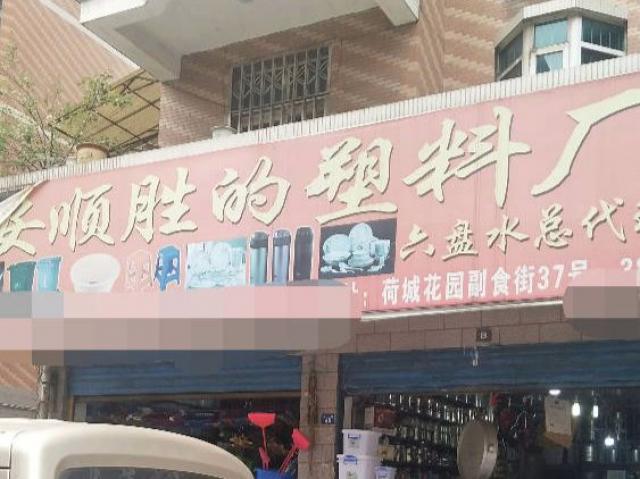 安顺胜的塑料厂
六盘水总代
址：荷城花园副食街37号